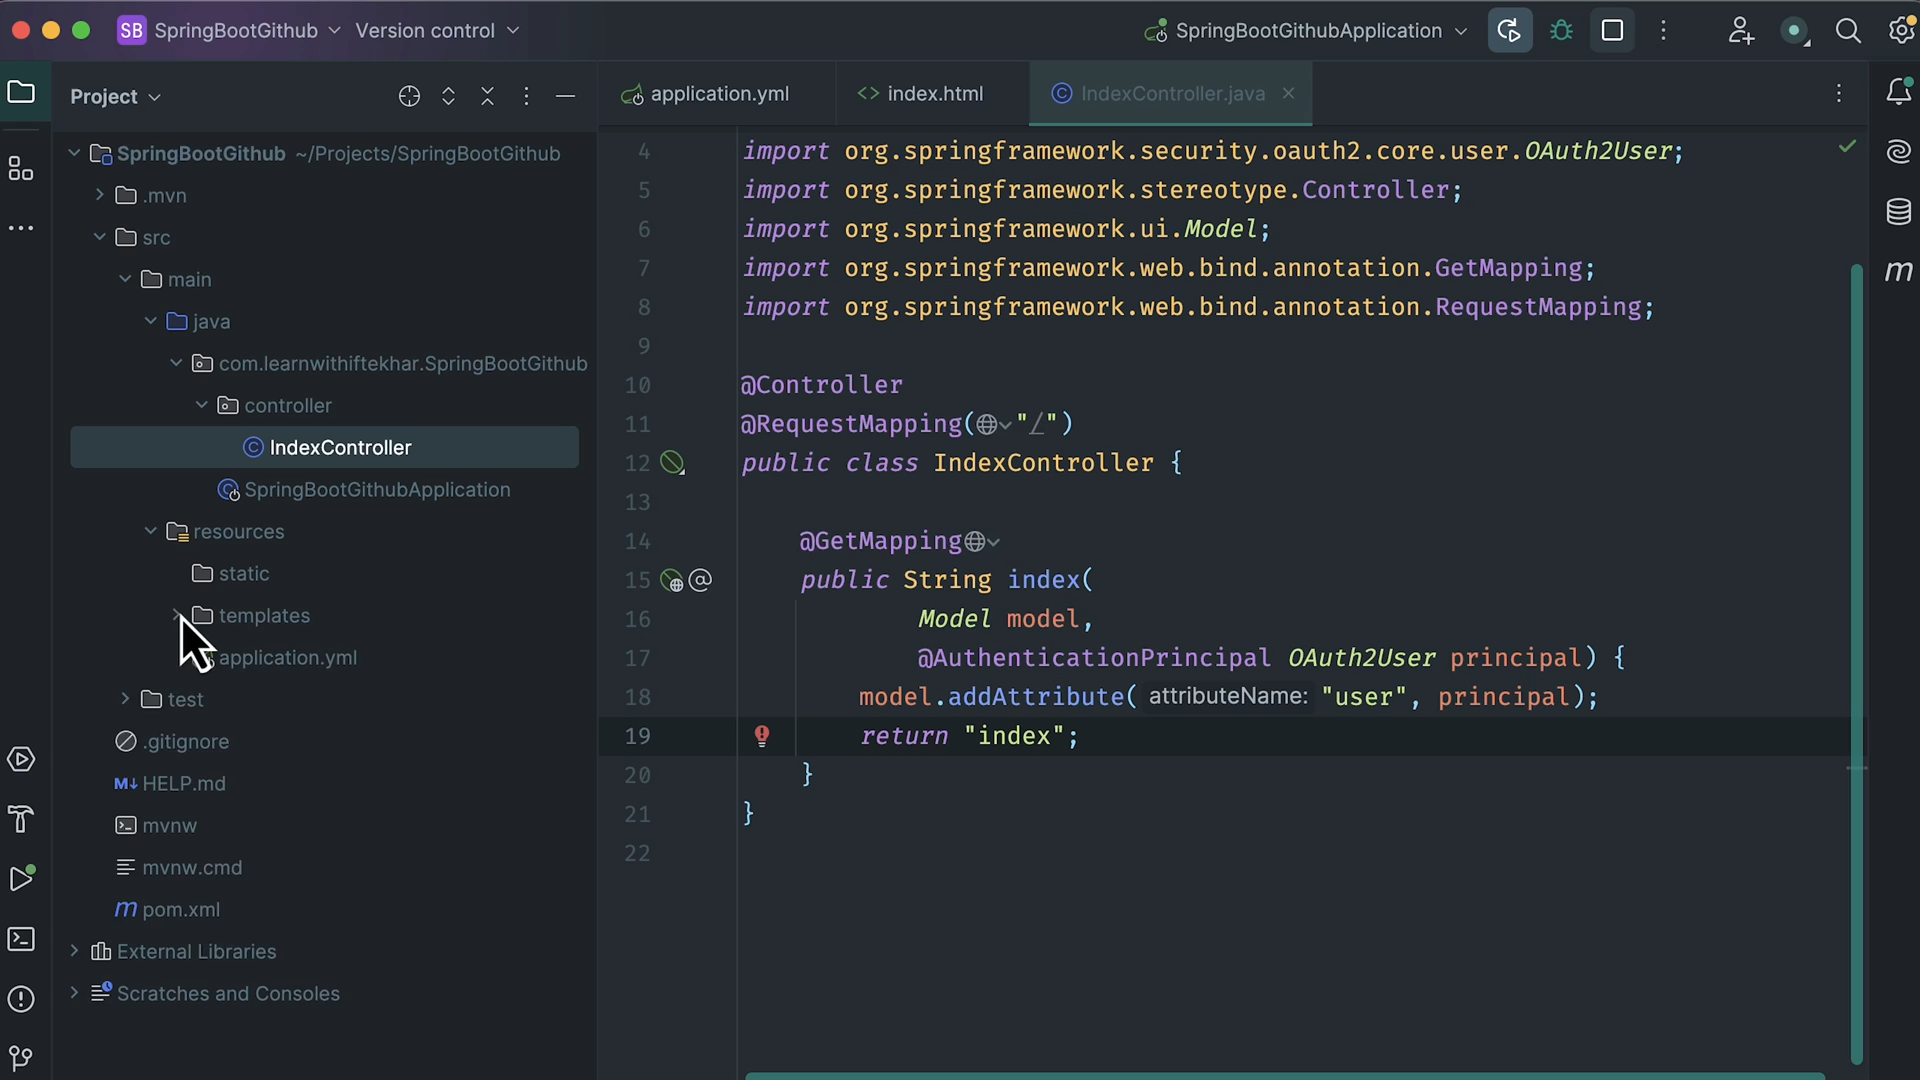 SB SpringBootGithub Version control SpringBootGithubApplication
Project
application.yml index.html IndexController.java
SpringBootGithub ~/Projects/SpringBootGithub
.mvn
src
main
java
com.learnwithiftekhar.SpringBootGithub
controller
IndexController
SpringBootGithubApplication
resources
static
templates
application.yml
test
.gitignore
M↓ HELP.md
mvnw
mvnw.cmd
m pom.xml
External Libraries
Scratches and Consoles
4 import org.springframework.security.oauth2.core.user.OAuth2User;
5 import org.springframework.stereotype.Controller;
6 import org.springframework.ui.Model;
7 import org.springframework.web.bind.annotation.GetMapping;
8 import org.springframework.web.bind.annotation.RequestMapping;
9
10 @Controller
11 @RequestMapping("/")
12 public class IndexController {
13
14 @GetMapping
15 @ public String index(
16 Model model,
17 @AuthenticationPrincipal OAuth2User principal) {
18 model.addAttribute( attributeName: "user", principal);
19 return "index";
20 }
21 }
22
m